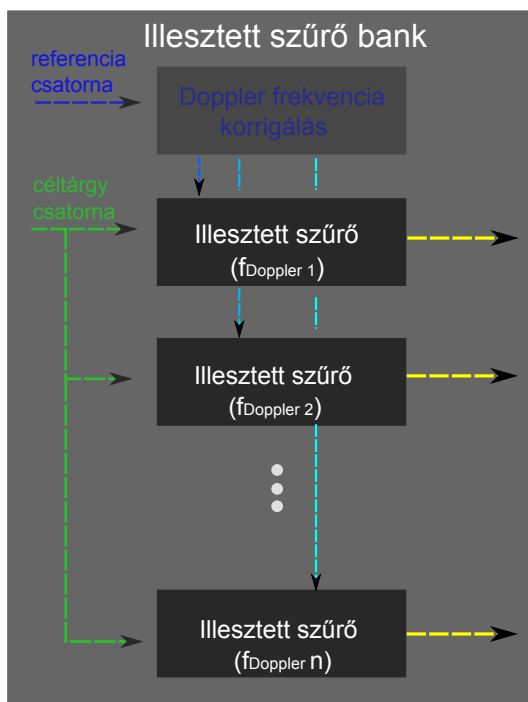 Illesztett szűrő bank
referencia
csatorna
Doppler frekvencia
korrigálás
céltárgy
csatorna
Illesztett szűrő
(fDoppler 1)
Illesztett szűrő
(fDoppler 2)
Illesztett szűrő
(fDoppler n)